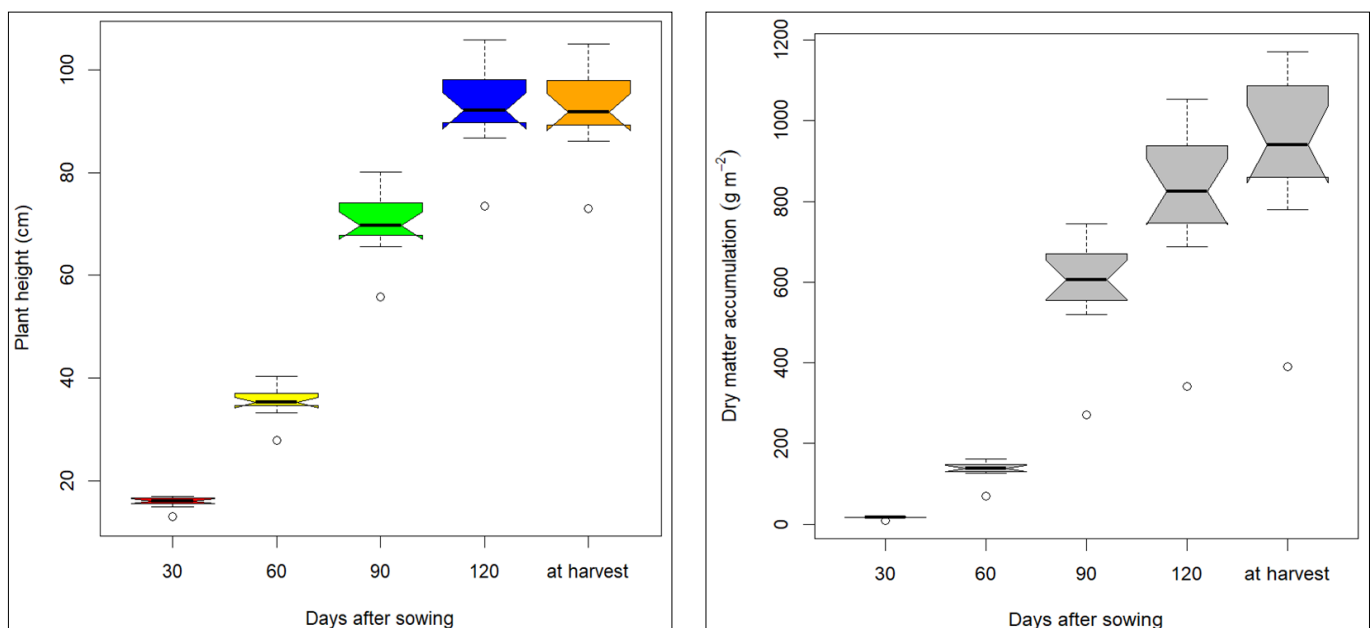 Plant height (cm)
100
80
60
40
20
30 60 90 120 at harvest
Days after sowing
Dry matter accumulation (g m⁻²)
1200
1000
800
600
400
200
0
30 60 90 120 at harvest
Days after sowing